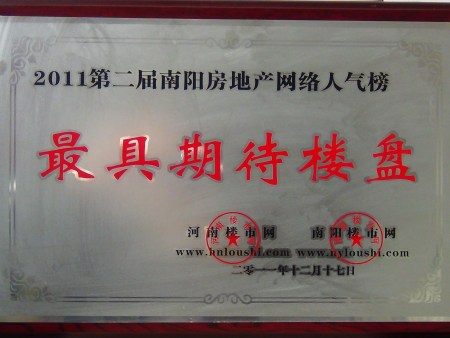 2011第二届南阳房地产网络人气榜
最具期待楼盘
河南楼市网 南阳楼市网
www.hnloushi.com www.nyloushi.com
二〇一一年十二月十七日